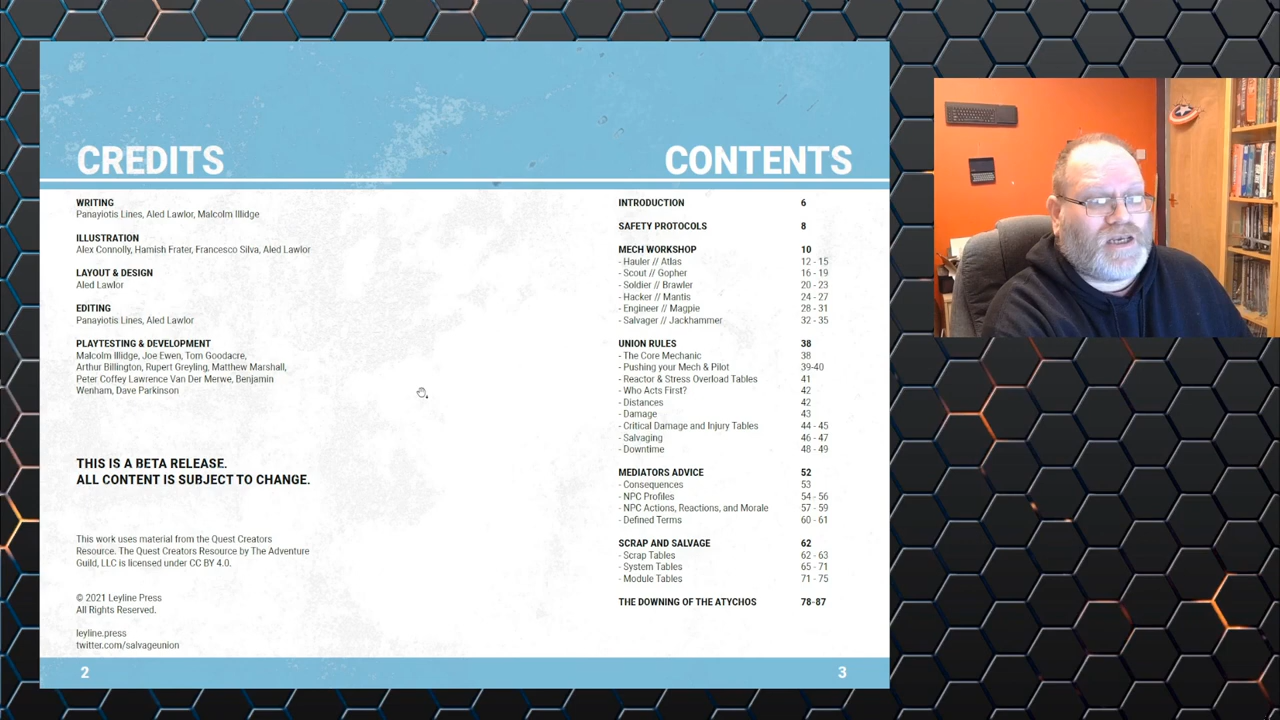 CREDITS
WRITING
Panayiotis Lines, Aled Lawlor, Malcolm Illidge
ILLUSTRATION
Alex Connolly, Hamish Frater, Francesco Silva, Aled Lawlor
LAYOUT & DESIGN
Aled Lawlor
EDITING
Panayiotis Lines, Aled Lawlor
PLAYTESTING & DEVELOPMENT
Malcolm Illidge, Joe Ewen, Tom Goodacre,
Arthur Billington, Rupert Greyling, Matthew Marshall,
Peter Coffey Lawrence Van Der Merwe, Benjamin
Wenham, Dave Parkinson
THIS IS A BETA RELEASE.
ALL CONTENT IS SUBJECT TO CHANGE.
This work uses material from the Quest Creators
Resource. The Quest Creators Resource by The Adventure
Guild, LLC is licensed under CC BY 4.0.
© 2021 Leyline Press
All Rights Reserved.
leyline.press
twitter.com/salvageunion
2
CONTENTS
INTRODUCTION 6
SAFETY PROTOCOLS 8
MECH WORKSHOP 10
- Hauler // Atlas 12 - 15
- Scout // Gopher 16 - 19
- Soldier // Brawler 20 - 23
- Hacker // Mantis 24 - 27
- Engineer // Magpie 28 - 31
- Salvager // Jackhammer 32 - 35
UNION RULES 38
- The Core Mechanic 38
- Pushing your Mech & Pilot 39-40
- Reactor & Stress Overload Tables 41
- Who Acts First? 42
- Distances 42
- Damage 43
- Critical Damage and Injury Tables 44 - 45
- Salvaging 46 - 47
- Downtime 48 - 49
MEDIATORS ADVICE 52
- Consequences 53
- NPC Profiles 54 - 56
- NPC Actions, Reactions, and Morale 57 - 59
- Defined Terms 60 - 61
SCRAP AND SALVAGE 62
- Scrap Tables 62 - 63
- System Tables 65 - 71
- Module Tables 71 - 75
THE DOWNING OF THE ATYCHOS 78-87
3